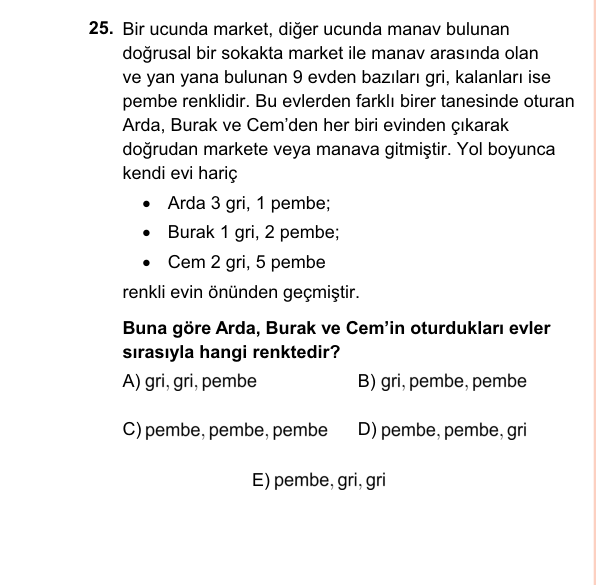 25. Bir ucunda market, diğer ucunda manav bulunan
doğrusal bir sokakta market ile manav arasında olan
ve yan yana bulunan 9 evden bazıları gri, kalanları ise
pembe renklidir. Bu evlerden farklı birer tanesinde oturan
Arda, Burak ve Cem’den her biri evinden çıkarak
doğrudan markete veya manava gitmiştir. Yol boyunca
kendi evi hariç
• Arda 3 gri, 1 pembe;
• Burak 1 gri, 2 pembe;
• Cem 2 gri, 5 pembe
renkli evin önünden geçmiştir.
Buna göre Arda, Burak ve Cem’in oturdukları evler
sırasıyla hangi renktedir?
A) gri, gri, pembe B) gri, pembe, pembe
C) pembe, pembe, pembe D) pembe, pembe, gri
E) pembe, gri, gri